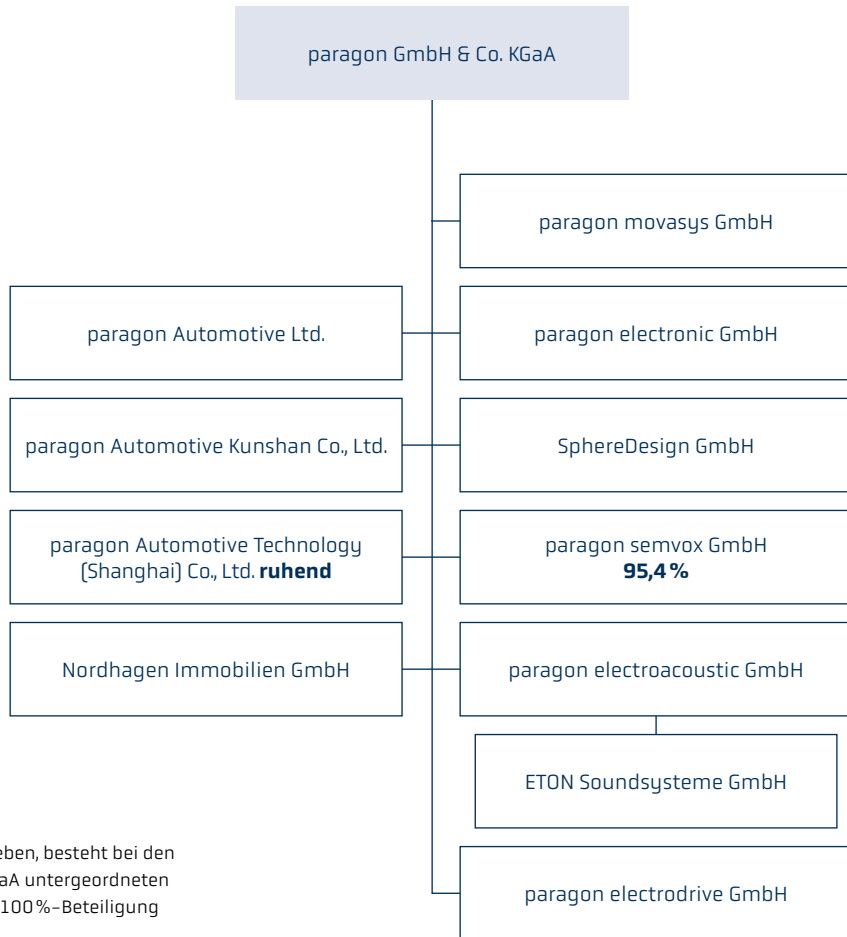 paragon GmbH & Co. KGaA
paragon movasys GmbH
paragon Automotive Ltd.
paragon electronic GmbH
paragon Automotive Kunshan Co., Ltd.
SphereDesign GmbH
paragon Automotive Technology
(Shanghai) Co., Ltd. ruhend
paragon semvox GmbH
95,4 %
Nordhagen Immobilien GmbH
paragon electroacoustic GmbH
ETON Soundsysteme GmbH
eben, besteht bei den
aA untergeordneten
100 %-Beteiligung
paragon electrodrive GmbH